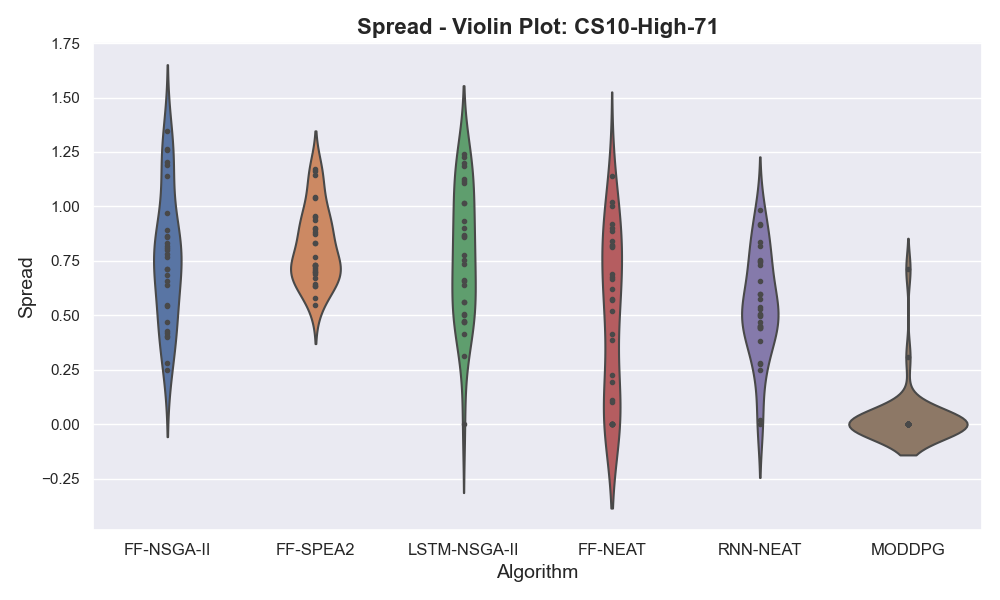 Spread - Violin Plot: CS10-High-71
1.75
1.50
1.25
1.00
0.75
0.50
0.25
0.00
−0.25
Spread
FF-NSGA-II
FF-SPEA2
LSTM-NSGA-II
FF-NEAT
RNN-NEAT
MODDPG
Algorithm